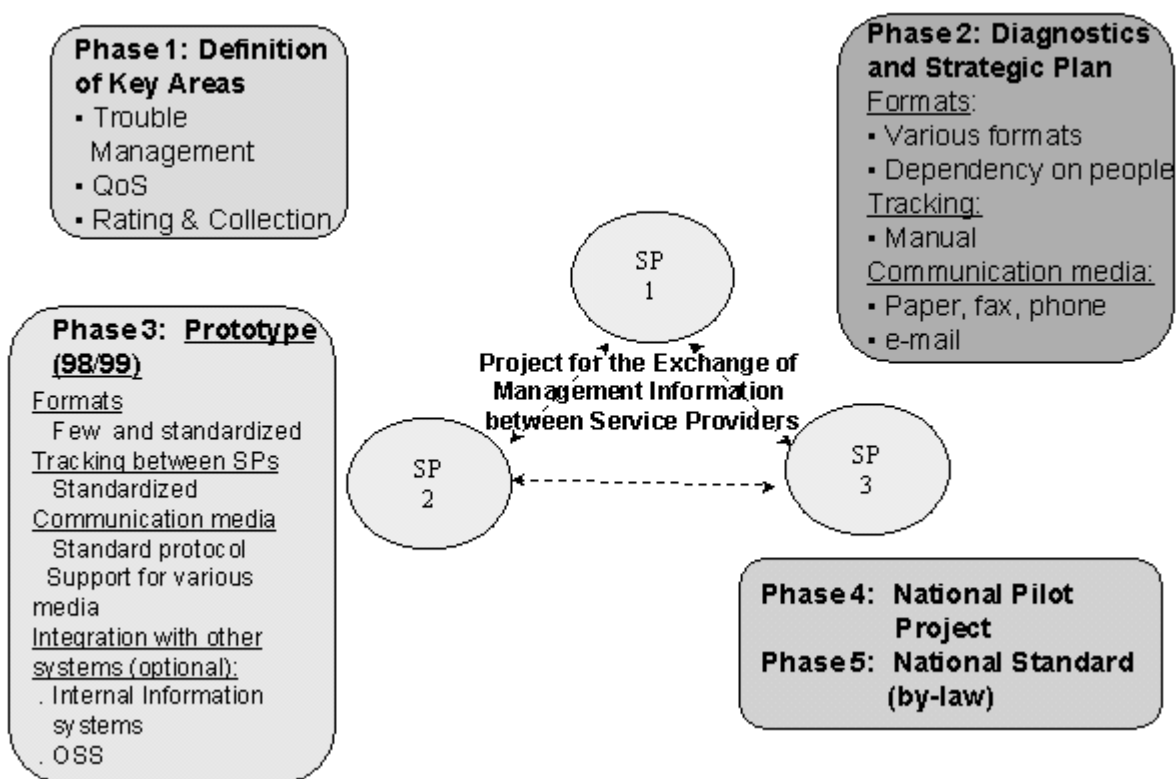 Phase 1: Definition
of Key Areas
▪ Trouble
Management
▪ QoS
▪ Rating & Collection
Phase 2: Diagnostics
and Strategic Plan
Formats:
▪ Various formats
▪ Dependency on people
Tracking:
▪ Manual
Communication media:
▪ Paper, fax, phone
▪ e-mail
SP
1
Project for the Exchange of
Management Information
between Service Providers
SP
2
SP
3
Phase 3: Prototype
(98/99)
Formats
Few and standardized
Tracking between SPs
Standardized
Communication media
Standard protocol
Support for various
media
Integration with other
systems (optional):
. Internal Information
systems
. OSS
Phase 4: National Pilot
Project
Phase 5: National Standard
(by-law)